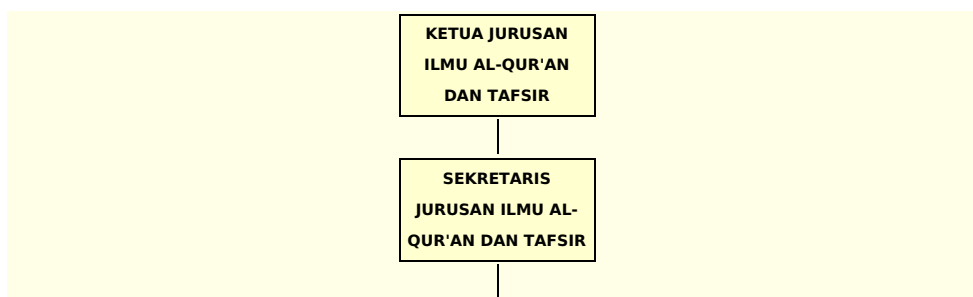 KETUA JURUSAN
ILMU AL-QUR'AN
DAN TAFSIR
SEKRETARIS
JURUSAN ILMU AL-
QUR'AN DAN TAFSIR